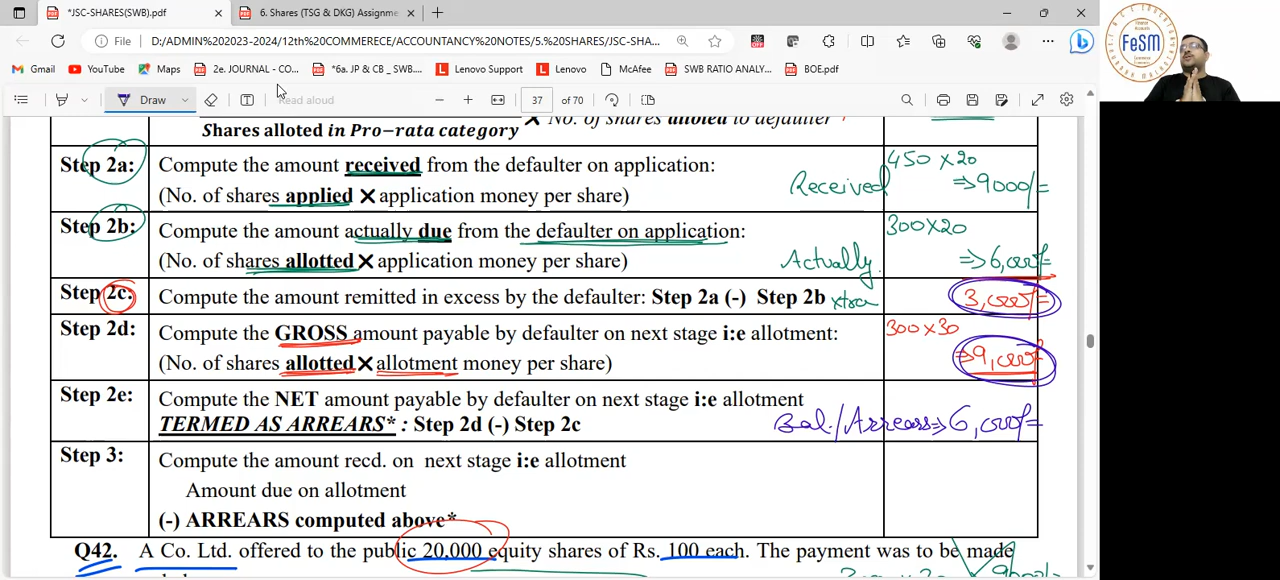 *JSC-SHARES(SWB).pdf
6. Shares (TSG & DKG) Assignme
File D:/ADMIN%202023-2024/12th%20COMMERECE/ACCOUNTANCY%20NOTES/5.%20SHARES/JSC-SHA...
Gmail YouTube Maps 2e. JOURNAL - CO... *6a. JP & CB _SWB.... Lenovo Support Lenovo McAfee SWB RATIO ANALY... BOE.pdf
Draw Read aloud 37 of 70
FeSM
Shares alloted in Pro-rata category X No. of shares alloted to defaulter
Step 2a: Compute the amount received from the defaulter on application: 450 X 20
(No. of shares applied X application money per share) Received ⇒ 9000/=
Step 2b: Compute the amount actually due from the defaulter on application: 300 X 20
(No. of shares allotted X application money per share) Actually ⇒ 6,000/=
Step 2c: Compute the amount remitted in excess by the defaulter: Step 2a (-) Step 2b xtra 3,000/=
Step 2d: Compute the GROSS amount payable by defaulter on next stage i:e allotment: 300 X 30
(No. of shares allotted X allotment money per share) ⇒ 9,000/=
Step 2e: Compute the NET amount payable by defaulter on next stage i:e allotment
TERMED AS ARREARS* : Step 2d (-) Step 2c Bal./Arrears ⇒ 6,000/=
Step 3: Compute the amount recd. on next stage i:e allotment
Amount due on allotment
(-) ARREARS computed above*
Q42. A Co. Ltd. offered to the public 20,000 equity shares of Rs. 100 each. The payment was to be made